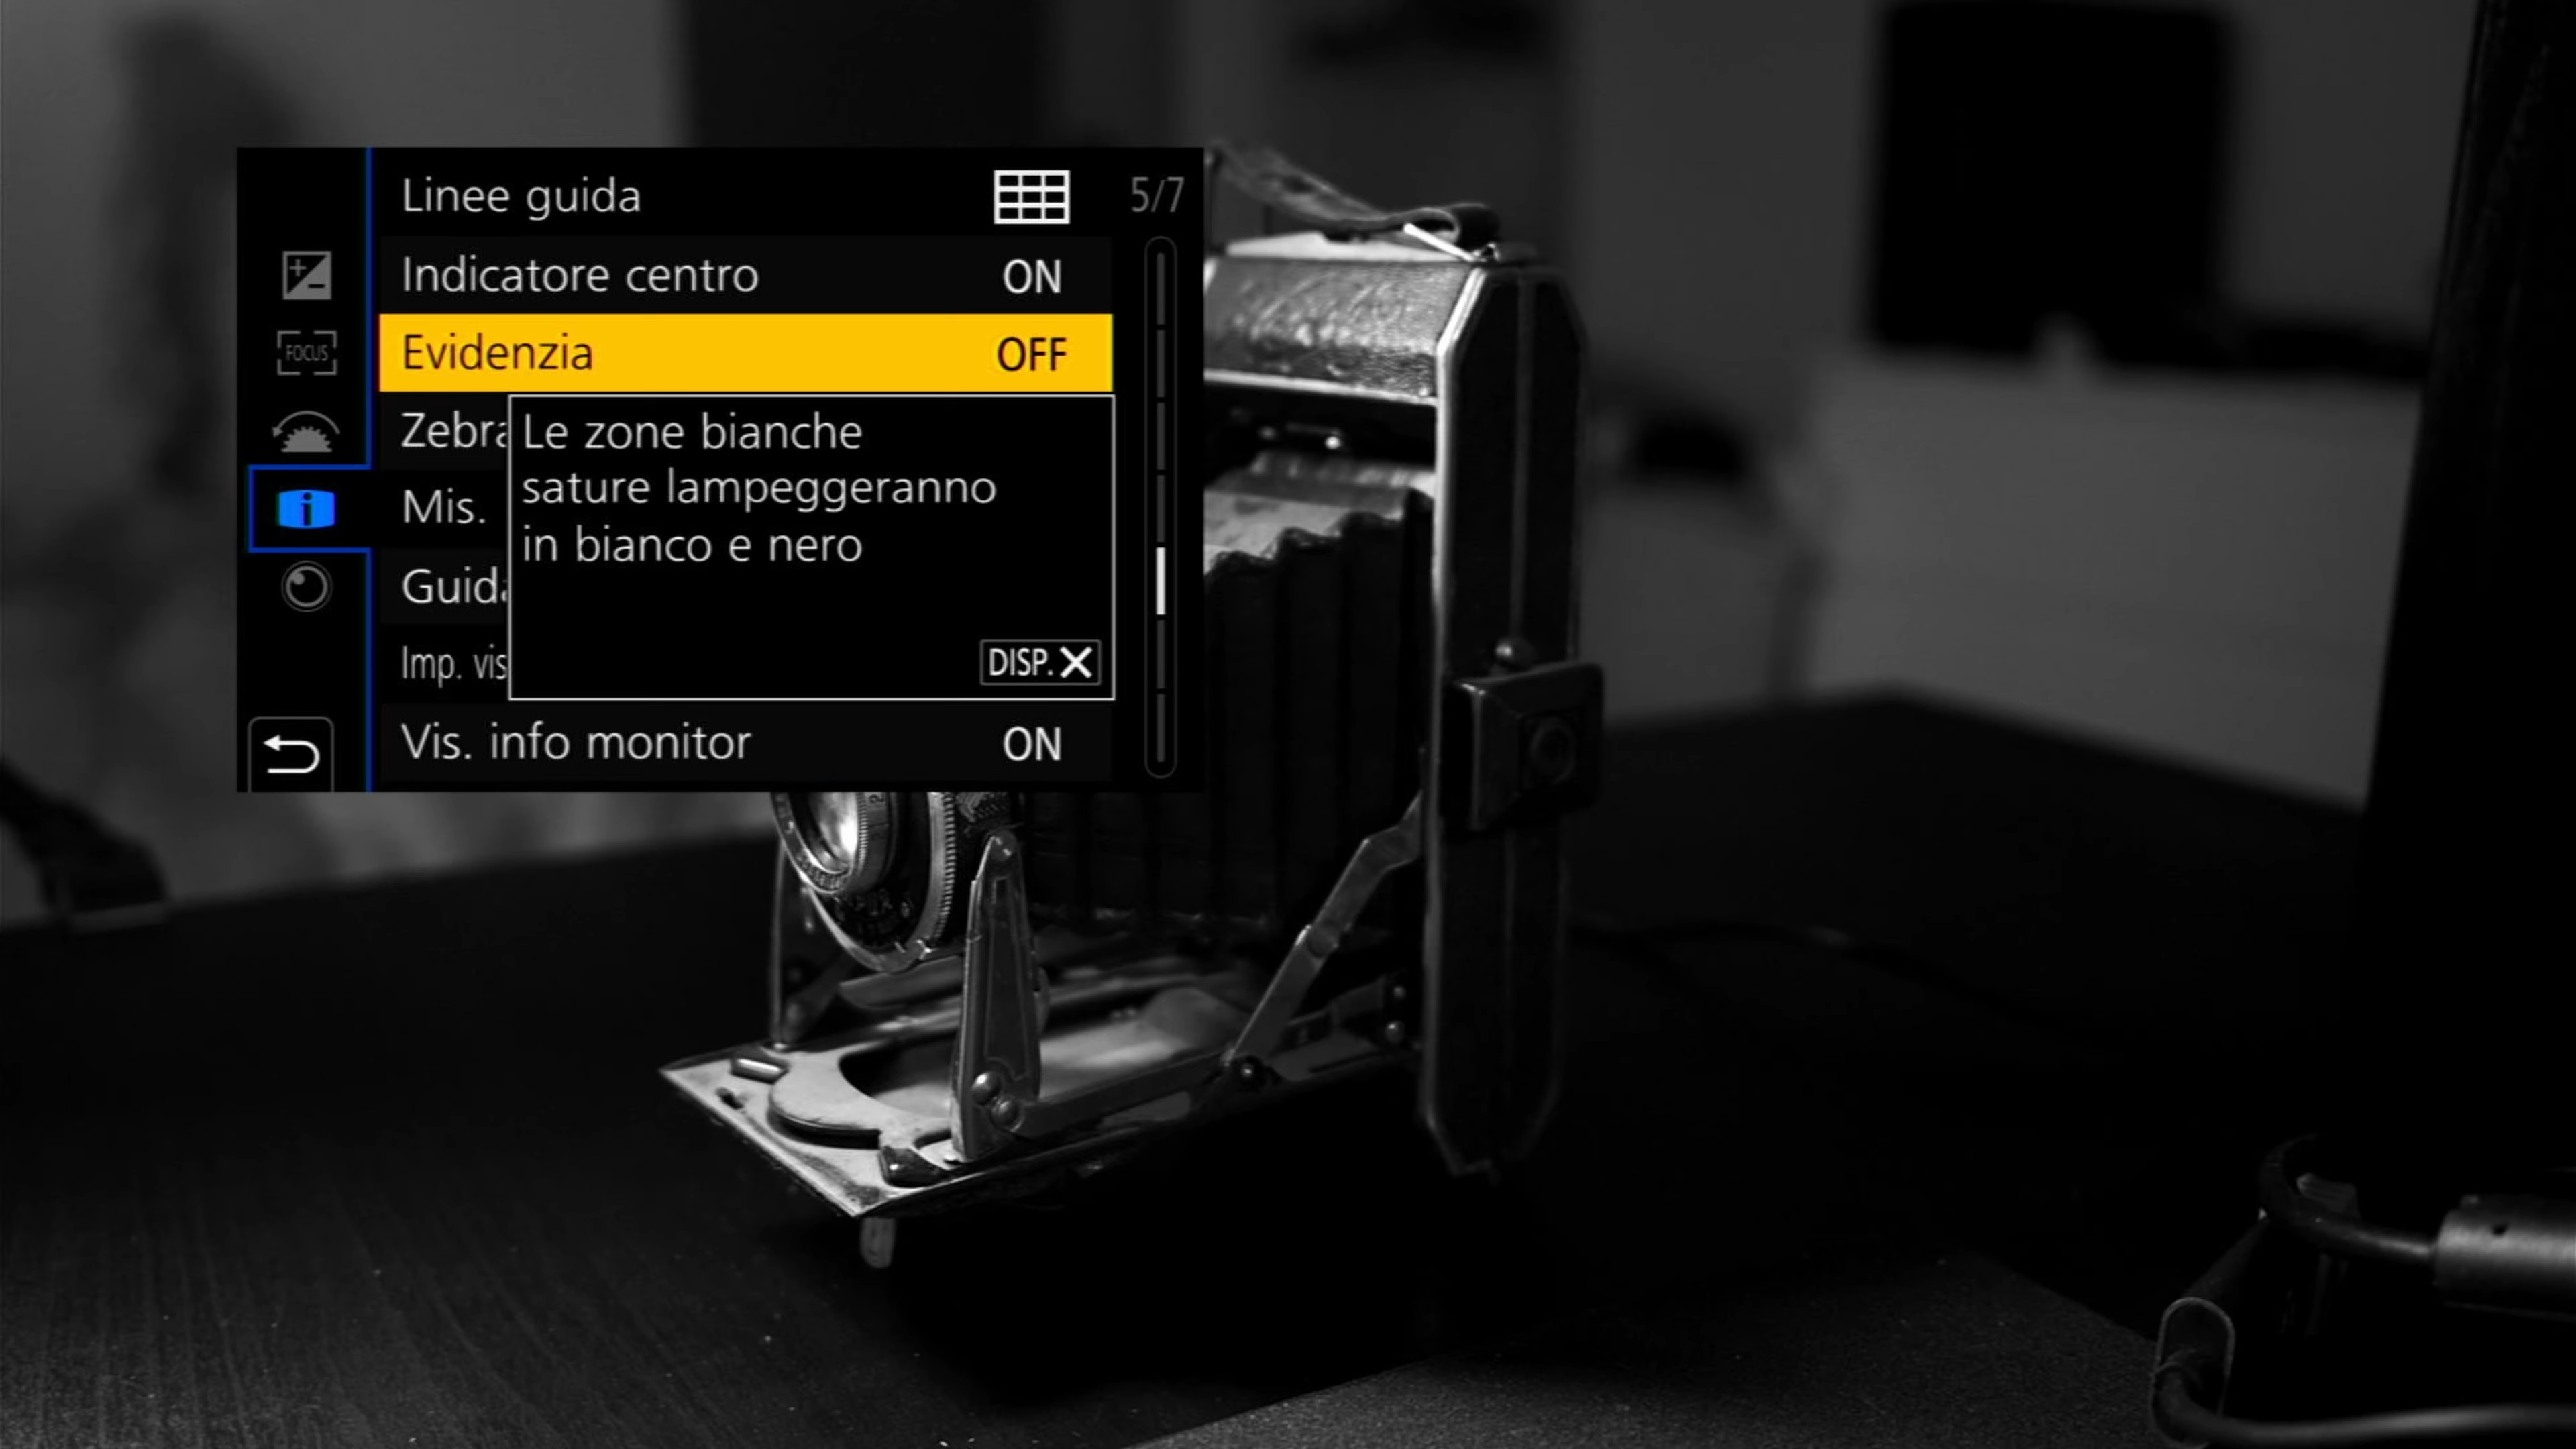 Linee guida
5/7
Indicatore centro ON
FOCUS
Evidenzia OFF
Zebra
Le zone bianche
sature lampeggeranno
in bianco e nero
Mis.
Guida
Imp. vis
DISP.
Vis. info monitor ON